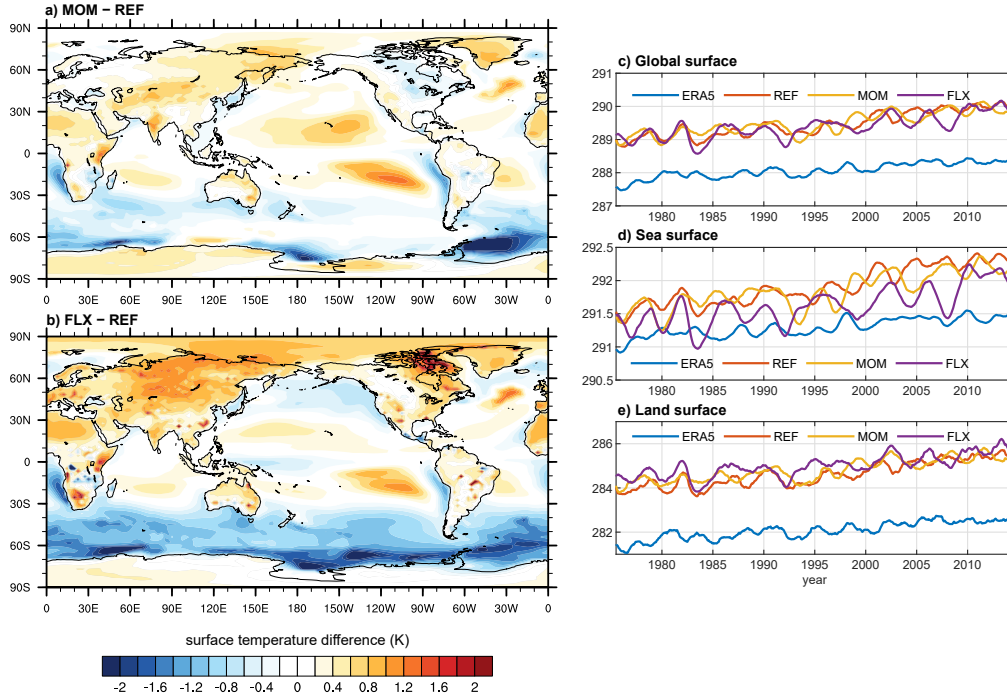 a) MOM − REF
90N
60N
30N
0
30S
60S
90S
0 30E 60E 90E 120E 150E 180 150W 120W 90W 60W 30W 0
b) FLX − REF
90N
60N
30N
0
30S
60S
90S
0 30E 60E 90E 120E 150E 180 150W 120W 90W 60W 30W 0
surface temperature difference (K)
-2 -1.6 -1.2 -0.8 -0.4 0 0.4 0.8 1.2 1.6 2
c) Global surface
291
290
289
288
287
ERA5 REF MOM FLX
1980 1985 1990 1995 2000 2005 2010
d) Sea surface
292.5
292
291.5
291
290.5
ERA5 REF MOM FLX
1980 1985 1990 1995 2000 2005 2010
e) Land surface
286
284
282
ERA5 REF MOM FLX
1980 1985 1990 1995 2000 2005 2010
year